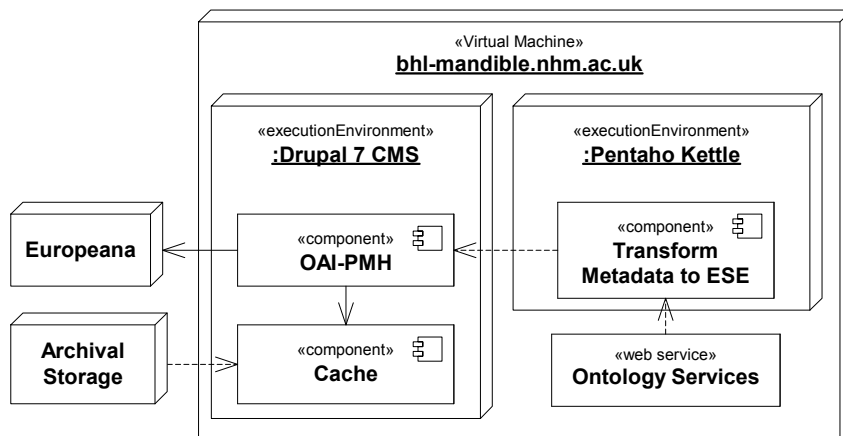 «Virtual Machine»
bhl-mandible.nhm.ac.uk
«executionEnvironment»
:Drupal 7 CMS
«executionEnvironment»
:Pentaho Kettle
Europeana
«component»
OAI-PMH
«component»
Transform
Metadata to ESE
Archival
Storage
«component»
Cache
«web service»
Ontology Services